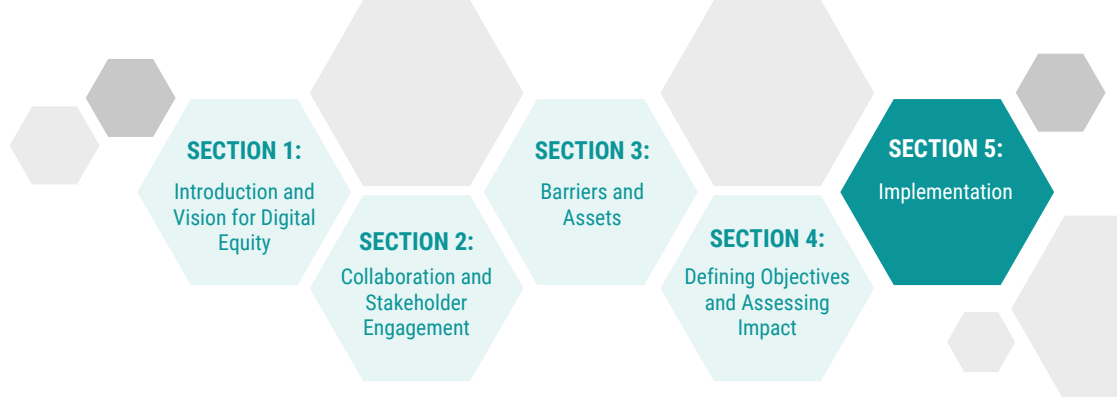 SECTION 1:
Introduction and
Vision for Digital
Equity
SECTION 2:
Collaboration and
Stakeholder
Engagement
SECTION 3:
Barriers and
Assets
SECTION 4:
Defining Objectives
and Assessing
Impact
SECTION 5:
Implementation